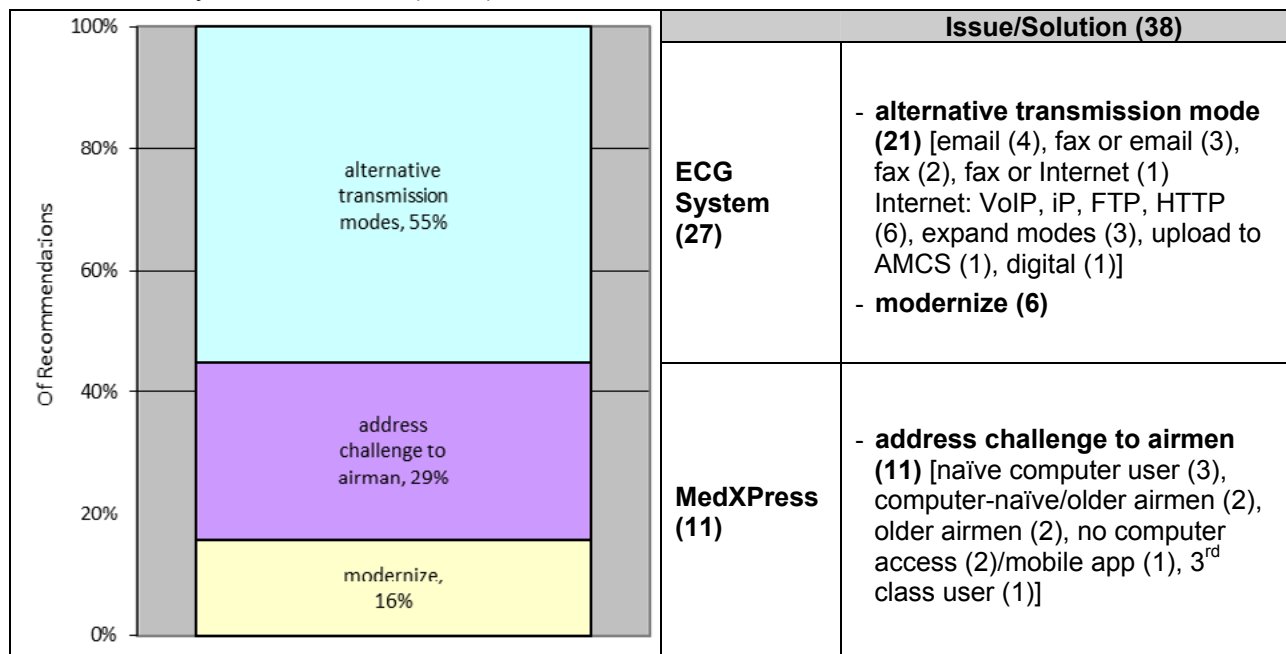 100%
80%
60%
40%
20%
0%
Of Recommendations
alternative
transmission
modes, 55%
address
challenge to
airman, 29%
modernize,
16%
Issue/Solution (38)
ECG
System
(27)
- alternative transmission mode
(21) [email (4), fax or email (3),
fax (2), fax or Internet (1)
Internet: VoIP, iP, FTP, HTTP
(6), expand modes (3), upload to
AMCS (1), digital (1)]
- modernize (6)
MedXPress
(11)
- address challenge to airmen
(11) [naïve computer user (3),
computer-naïve/older airmen (2),
older airmen (2), no computer
access (2)/mobile app (1), 3rd
class user (1)]